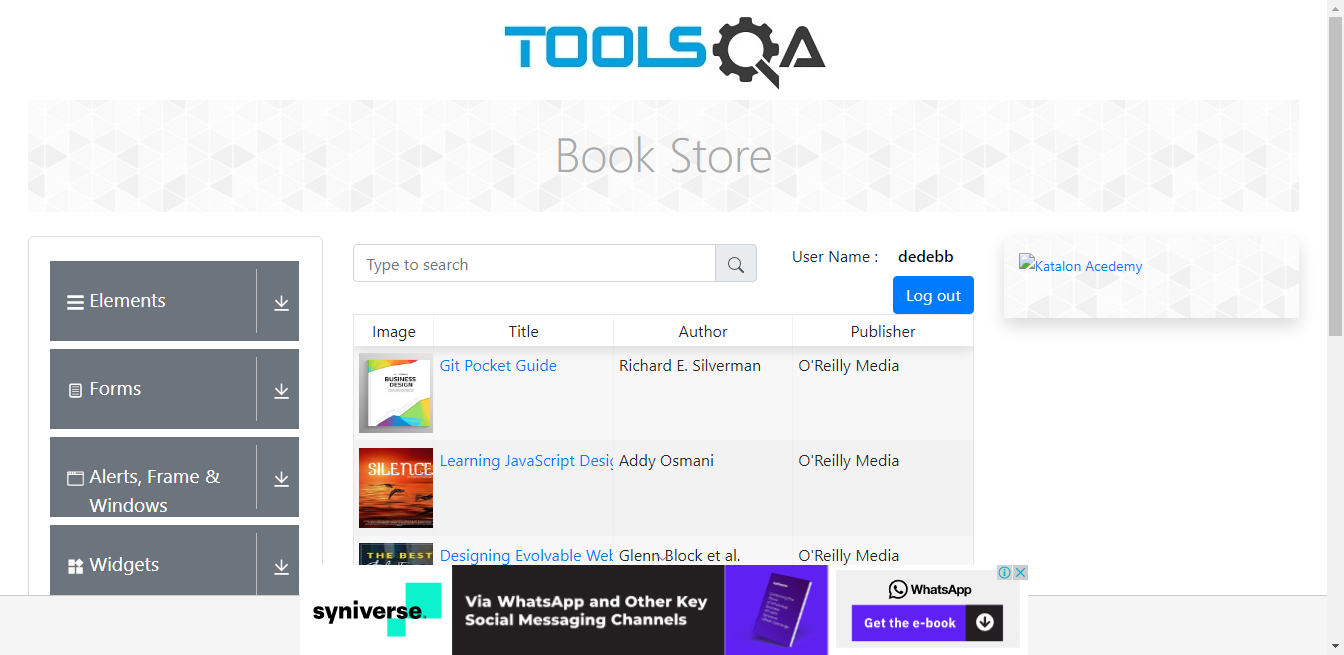 TOOLSQA
Book Store
Elements
Forms
Alerts, Frame &
Windows
Widgets
Type to search
User Name :
dedebb
Log out
Katalon Acedemy
Image Title Author Publisher
BUSINESS
DESIGN
Git Pocket Guide Richard E. Silverman O'Reilly Media
SILENCE
Learning JavaScript Desig Addy Osmani O'Reilly Media
THE BEST
Designing Evolvable Web Glenn Block et al. O'Reilly Media
syniverse.
Via WhatsApp and Other Key
Social Messaging Channels
WhatsApp
Get the e-book